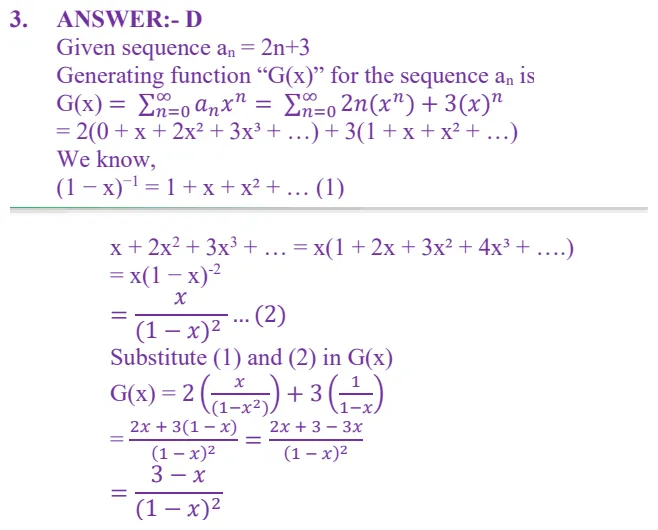 3. ANSWER:- D
Given sequence aₙ = 2n+3
Generating function “G(x)” for the sequence aₙ is
G(x) = ∑_{n=0}^{∞} aₙxⁿ = ∑_{n=0}^{∞} 2n(xⁿ) + 3(x)ⁿ
= 2(0 + x + 2x² + 3x³ + …) + 3(1 + x + x² + …)
We know,
(1 − x)⁻¹ = 1 + x + x² + … (1)
x + 2x² + 3x³ + … = x(1 + 2x + 3x² + 4x³ + ….)
= x(1 − x)⁻²
= x/(1 − x)² … (2)
Substitute (1) and (2) in G(x)
G(x) = 2 (x/(1−x²)) + 3 (1/(1−x))
= (2x + 3(1 − x))/(1 − x)² = (2x + 3 − 3x)/(1 − x)²
= (3 − x)/(1 − x)²